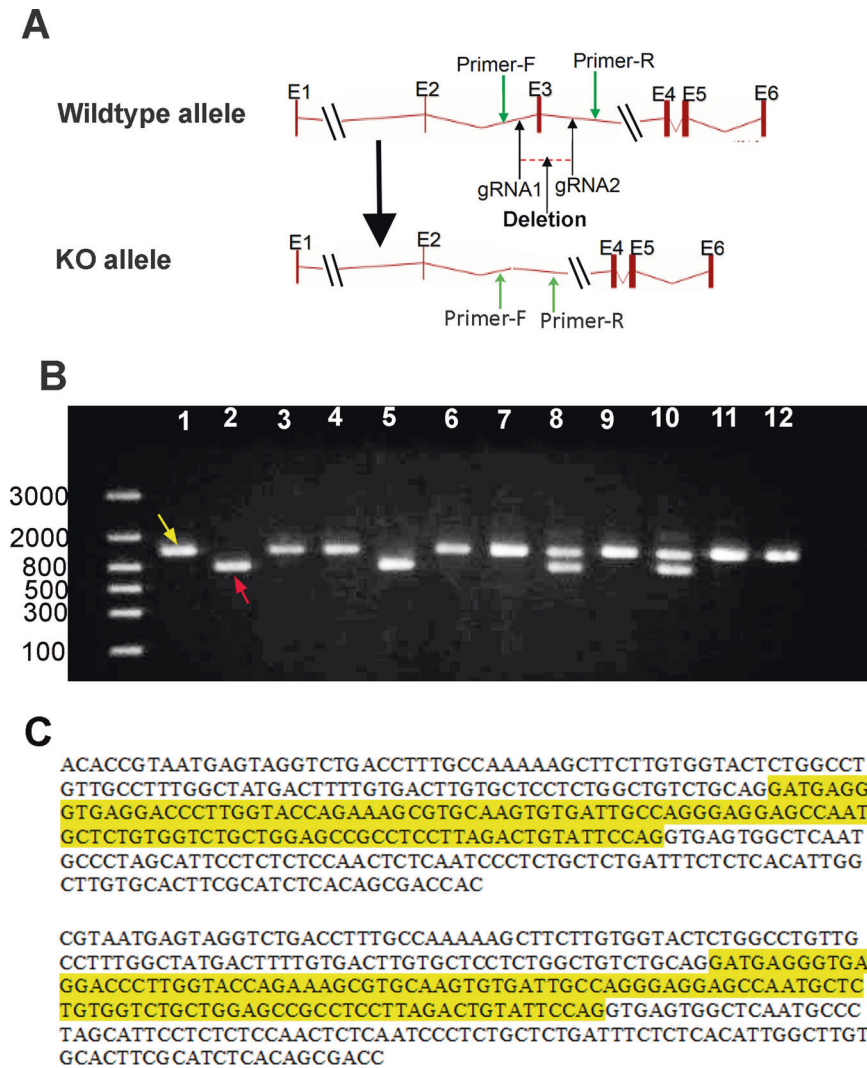 A
Primer-F
Primer-R
E1
E2
E3
E4 E5
E6
Wildtype allele
gRNA1
gRNA2
Deletion
E1
E2
E4 E5
E6
KO allele
Primer-F
Primer-R
B
1 2 3 4 5 6 7 8 9 10 11 12
3000
2000
800
500
300
100
C
ACACCGTAATGAGTAGGTCTGACCTTTGCCAAAAAGCTTCTTGTGGTACTCTGGCCT
GTTGCCTTTGGCTATGACTTTTGTGACTTGTGCTCCTCTGGCTGTCTGCAGGATGAGG
GTGAGGACCCTTGGTACCAGAAAGCGTGCAAGTGTGATTGCCAGGGAGGAGCCAAT
GCTCTGTGGTCTGCTGGAGCCGCCTCCTTAGACTGTATTCCAGGTGAGTGGCTCAAT
GCCCTAGCATTCCTCTCTCCAACTCTCAATCCCTCTGCTCTGATTTCTCTCACATTGG
CTTGTGCACTTCGCATCTCACAGCGACCAC
CGTAATGAGTAGGTCTGACCTTTGCCAAAAAGCTTCTTGTGGTACTCTGGCCTGTTG
CCTTTGGCTATGACTTTTGTGACTTGTGCTCCTCTGGCTGTCTGCAGGATGAGGGTGA
GGACCCTTGGTACCAGAAAGCGTGCAAGTGTGATTGCCAGGGAGGAGCCAATGCTC
TGTGGTCTGCTGGAGCCGCCTCCTTAGACTGTATTCCAGGTGAGTGGCTCAATGCCC
TAGCATTCCTCTCTCCAACTCTCAATCCCTCTGCTCTGATTTCTCTCACATTGGCTTGT
GCACTTCGCATCTCACAGCGACC